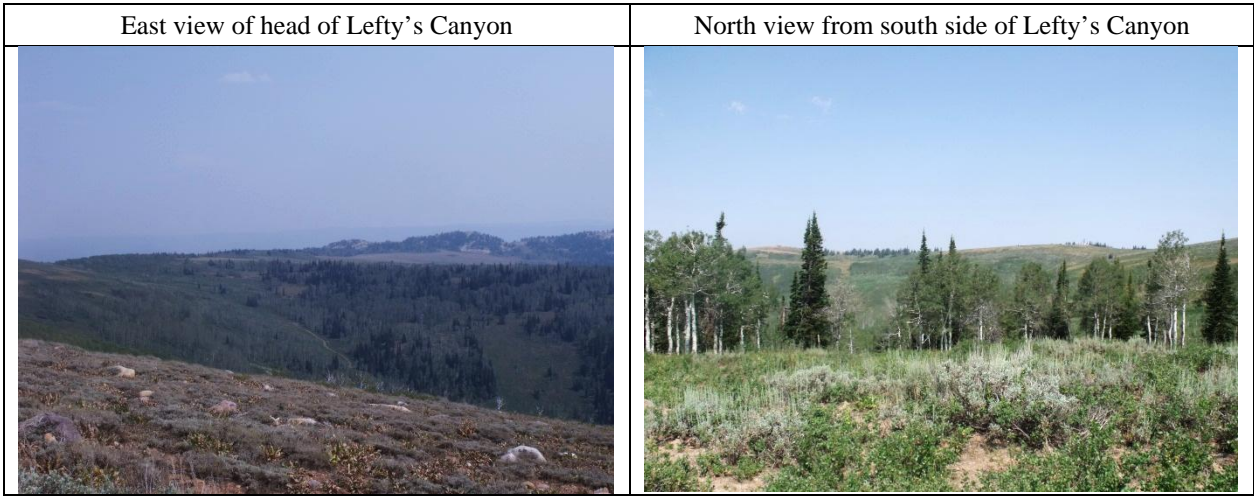 East view of head of Lefty’s Canyon
North view from south side of Lefty’s Canyon